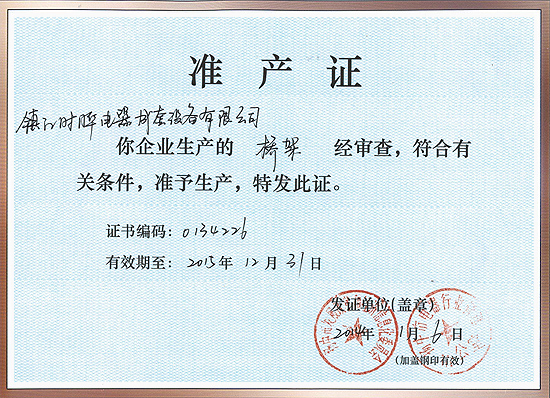 准产证
镇江时晖电器成套设备有限公司
你企业生产的 桥架 经审查，符合有
关条件，准予生产，特发此证。
证书编码：0134226
有效期至：2015年12月31日
发证单位(盖章)
2014年1月6日
(加盖钢印有效)